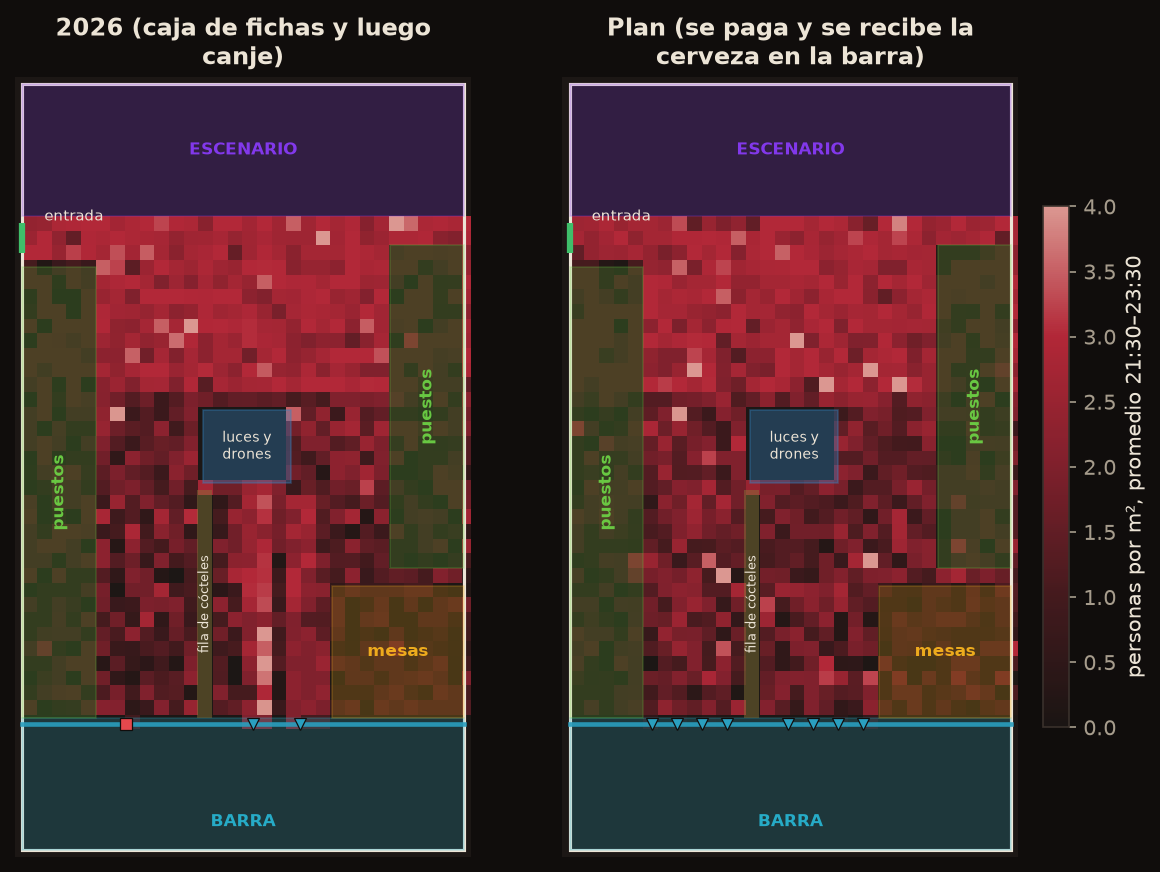 2026 (caja de fichas y luego
canje)
Plan (se paga y se recibe la
cerveza en la barra)
ESCENARIO
entrada
puestos
luces y
drones
puestos
fila de cócteles
mesas
BARRA
ESCENARIO
entrada
puestos
luces y
drones
puestos
fila de cócteles
mesas
BARRA
4.0
3.5
3.0
2.5
2.0
1.5
1.0
0.5
0.0
personas por m², promedio 21:30–23:30